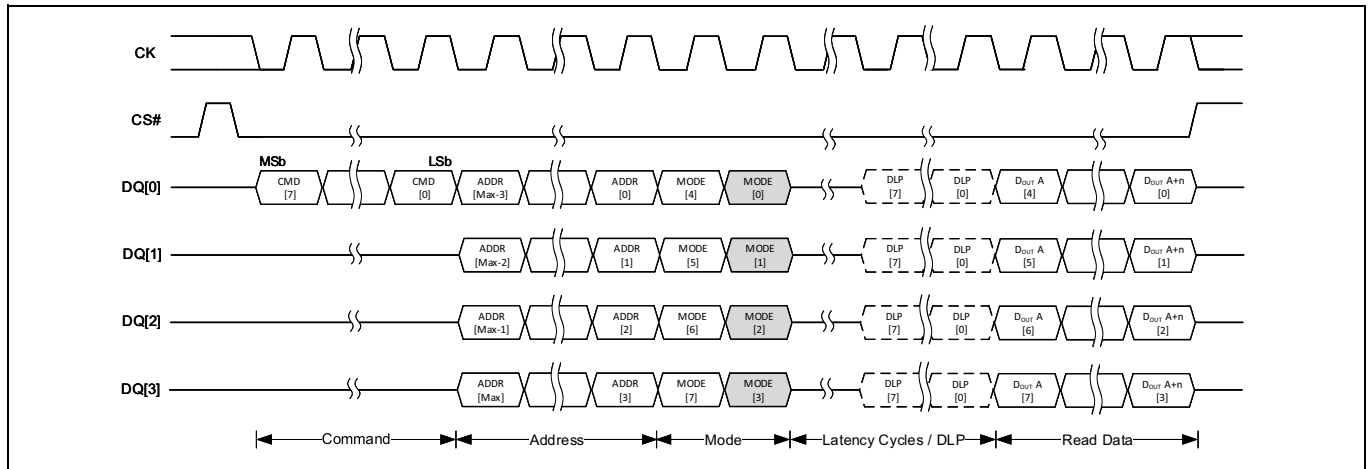 CK
CS#
MSb LSb
DQ[0] CMD ADDR ADDR MODE MODE DLP DLP DOUT A DOUT A+n
[7] [0] [Max-3] [0] [4] [0] [7] [0] [4] [0]
CMD
DQ[1] ADDR ADDR MODE MODE DLP DLP DOUT A DOUT A+n
[Max-2] [1] [5] [1] [7] [0] [5] [1]
DQ[2] ADDR ADDR MODE MODE DLP DLP DOUT A DOUT A+n
[Max-1] [2] [6] [2] [7] [0] [6] [2]
DQ[3] ADDR ADDR MODE MODE DLP DLP DOUT A DOUT A+n
[Max] [3] [7] [3] [7] [0] [7] [3]
Command Address Mode Latency Cycles / DLP Read Data